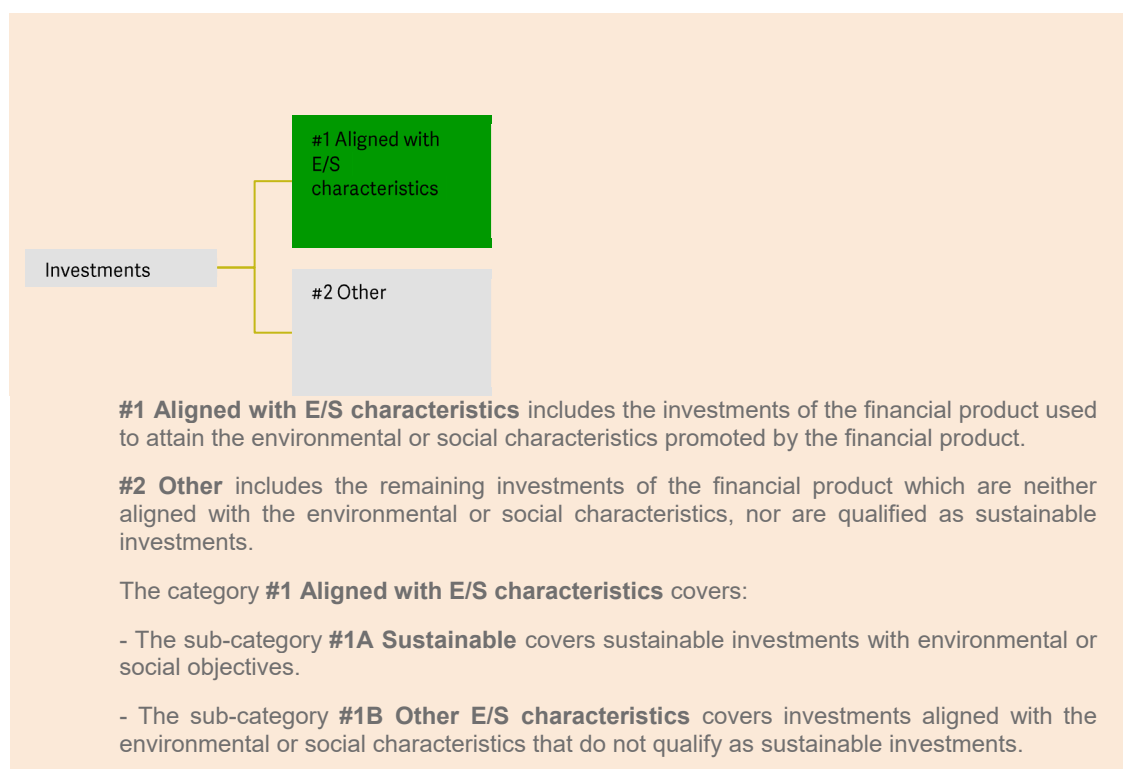 #1 Aligned with
E/S
characteristics
Investments
#2 Other
#1 Aligned with E/S characteristics includes the investments of the financial product used
to attain the environmental or social characteristics promoted by the financial product.
#2 Other includes the remaining investments of the financial product which are neither
aligned with the environmental or social characteristics, nor are qualified as sustainable
investments.
The category #1 Aligned with E/S characteristics covers:
- The sub-category #1A Sustainable covers sustainable investments with environmental or
social objectives.
- The sub-category #1B Other E/S characteristics covers investments aligned with the
environmental or social characteristics that do not qualify as sustainable investments.